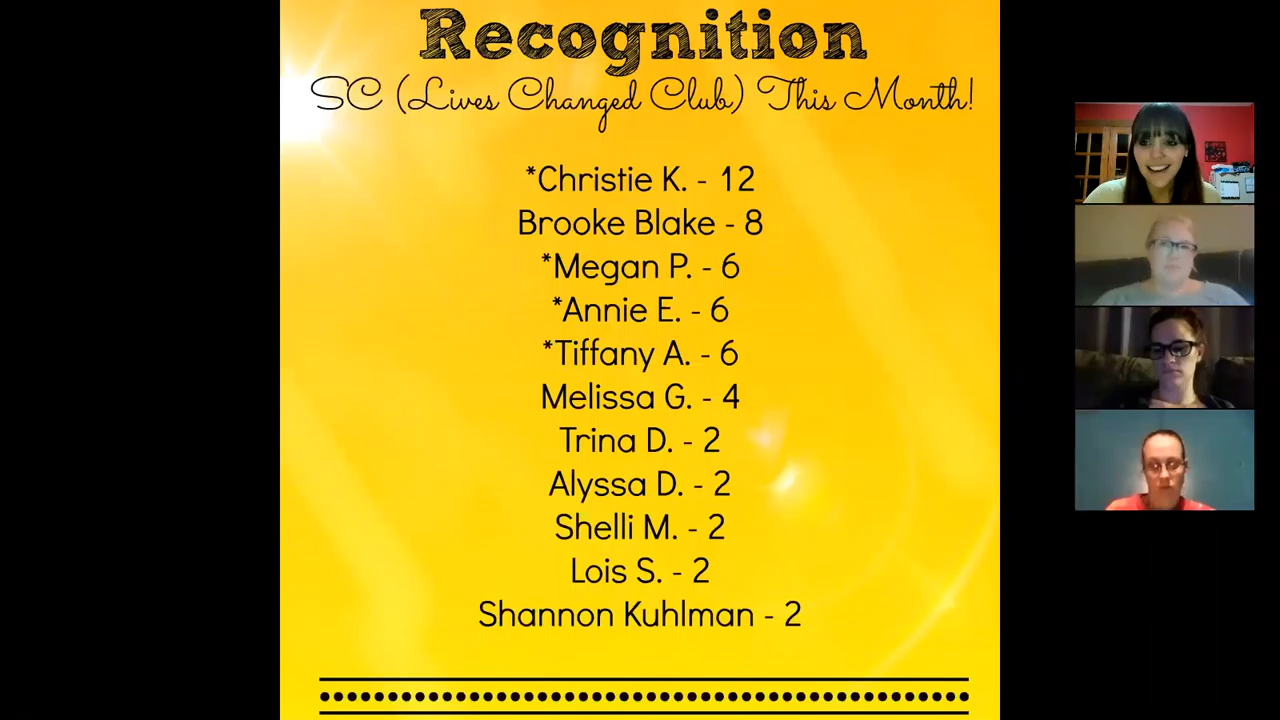 Recognition
SC (Lives Changed Club) This Month!
*Christie K. - 12
Brooke Blake - 8
*Megan P. - 6
*Annie E. - 6
*Tiffany A. - 6
Melissa G. - 4
Trina D. - 2
Alyssa D. - 2
Shelli M. - 2
Lois S. - 2
Shannon Kuhlman - 2